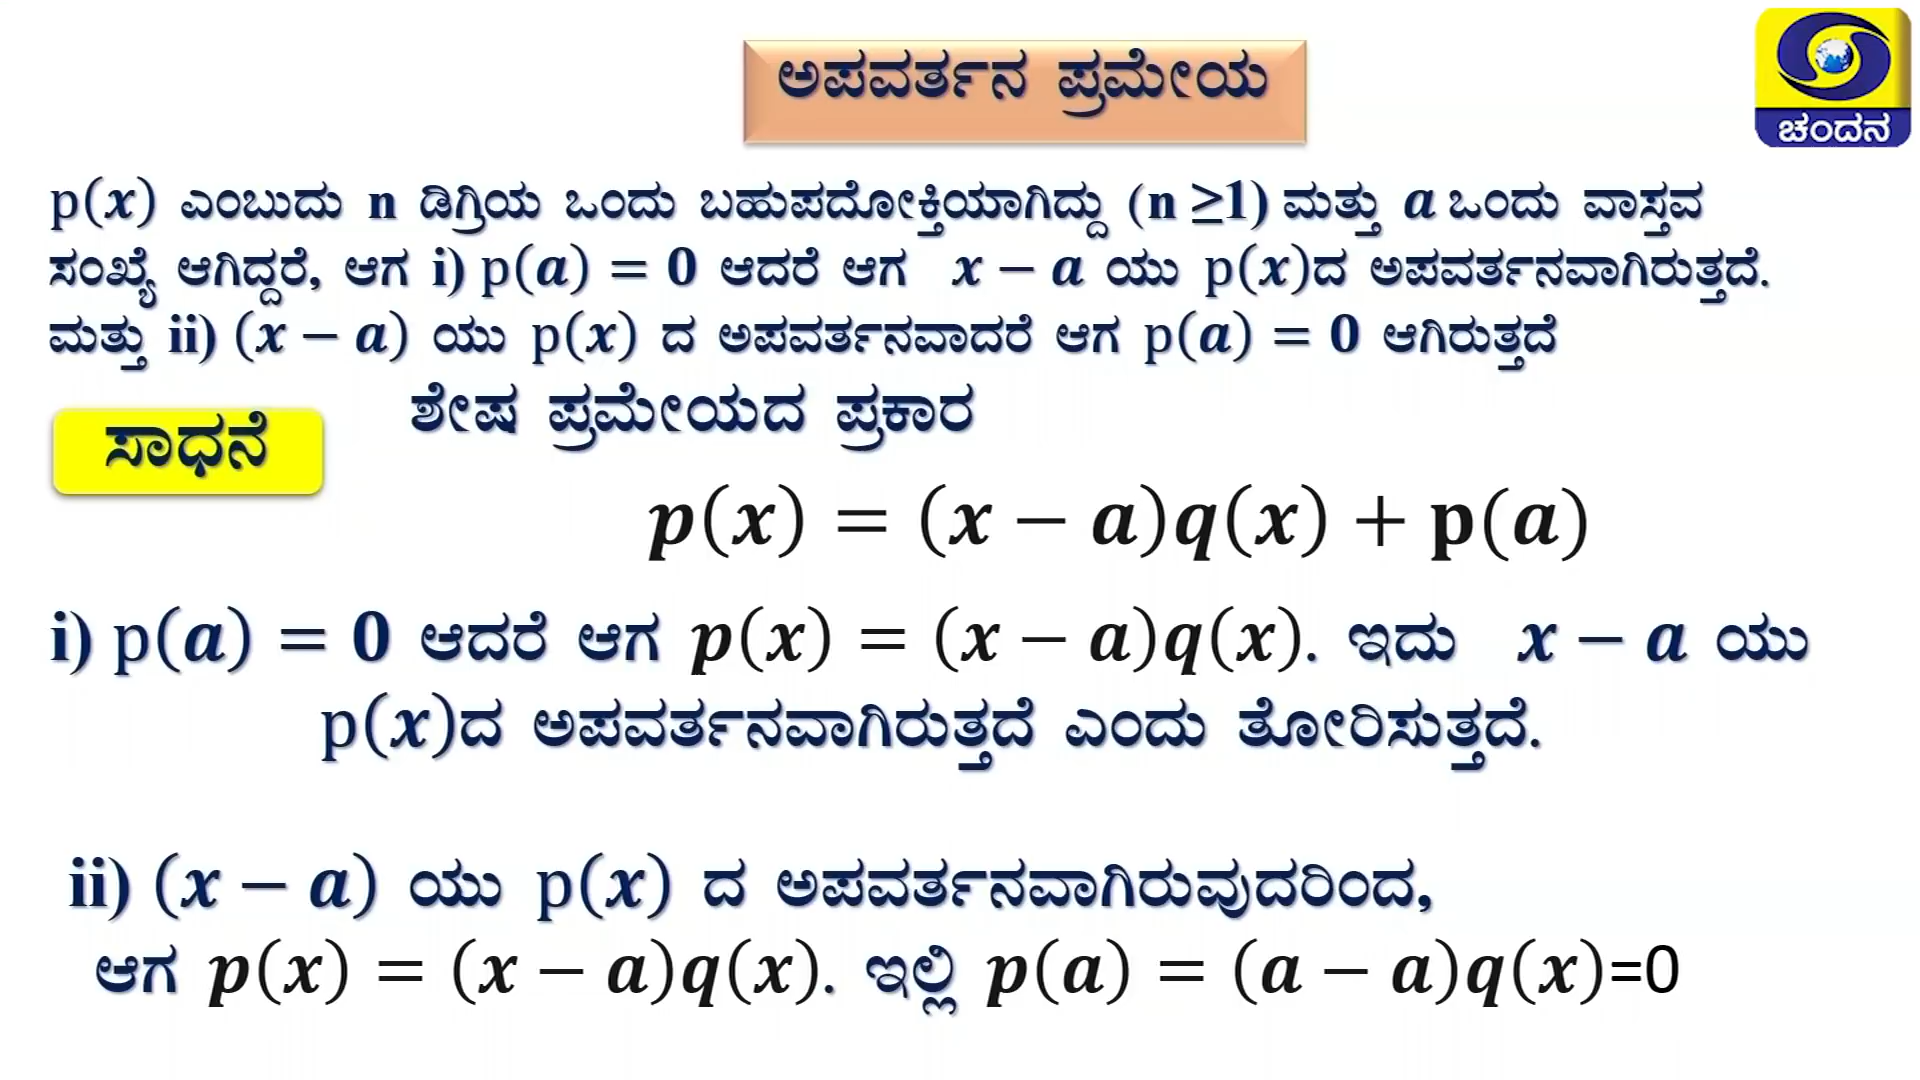 ಅಪವರ್ತನ ಪ್ರಮೇಯ
ಚಂದನ
p(x) ಎಂಬುದು n ಡಿಗ್ರಿಯ ಒಂದು ಬಹುಪದೋಕ್ತಿಯಾಗಿದ್ದು (n ≥1) ಮತ್ತು a ಒಂದು ವಾಸ್ತವ
ಸಂಖ್ಯೆ ಆಗಿದ್ದರೆ, ಆಗ i) p(a) = 0 ಆದರೆ ಆಗ x − a ಯು p(x)ದ ಅಪವರ್ತನವಾಗಿರುತ್ತದೆ.
ಮತ್ತು ii) (x − a) ಯು p(x) ದ ಅಪವರ್ತನವಾದರೆ ಆಗ p(a) = 0 ಆಗಿರುತ್ತದೆ
ಸಾಧನೆ
ಶೇಷ ಪ್ರಮೇಯದ ಪ್ರಕಾರ
p(x) = (x − a)q(x) + p(a)
i) p(a) = 0 ಆದರೆ ಆಗ p(x) = (x − a)q(x). ಇದು x − a ಯು
p(x)ದ ಅಪವರ್ತನವಾಗಿರುತ್ತದೆ ಎಂದು ತೋರಿಸುತ್ತದೆ.
ii) (x − a) ಯು p(x) ದ ಅಪವರ್ತನವಾಗಿರುವುದರಿಂದ,
ಆಗ p(x) = (x − a)q(x). ಇಲ್ಲಿ p(a) = (a − a)q(x)=0